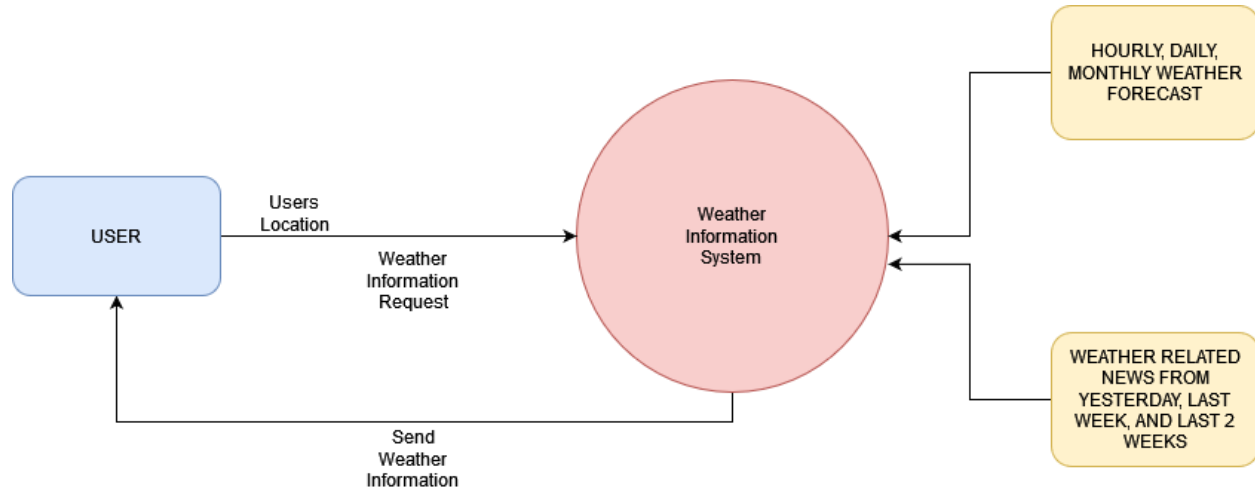 USER
Users
Location
Weather
Information
Request
Weather
Information
System
HOURLY, DAILY,
MONTHLY WEATHER
FORECAST
WEATHER RELATED
NEWS FROM
YESTERDAY, LAST
WEEK, AND LAST 2
WEEKS
Send
Weather
Information